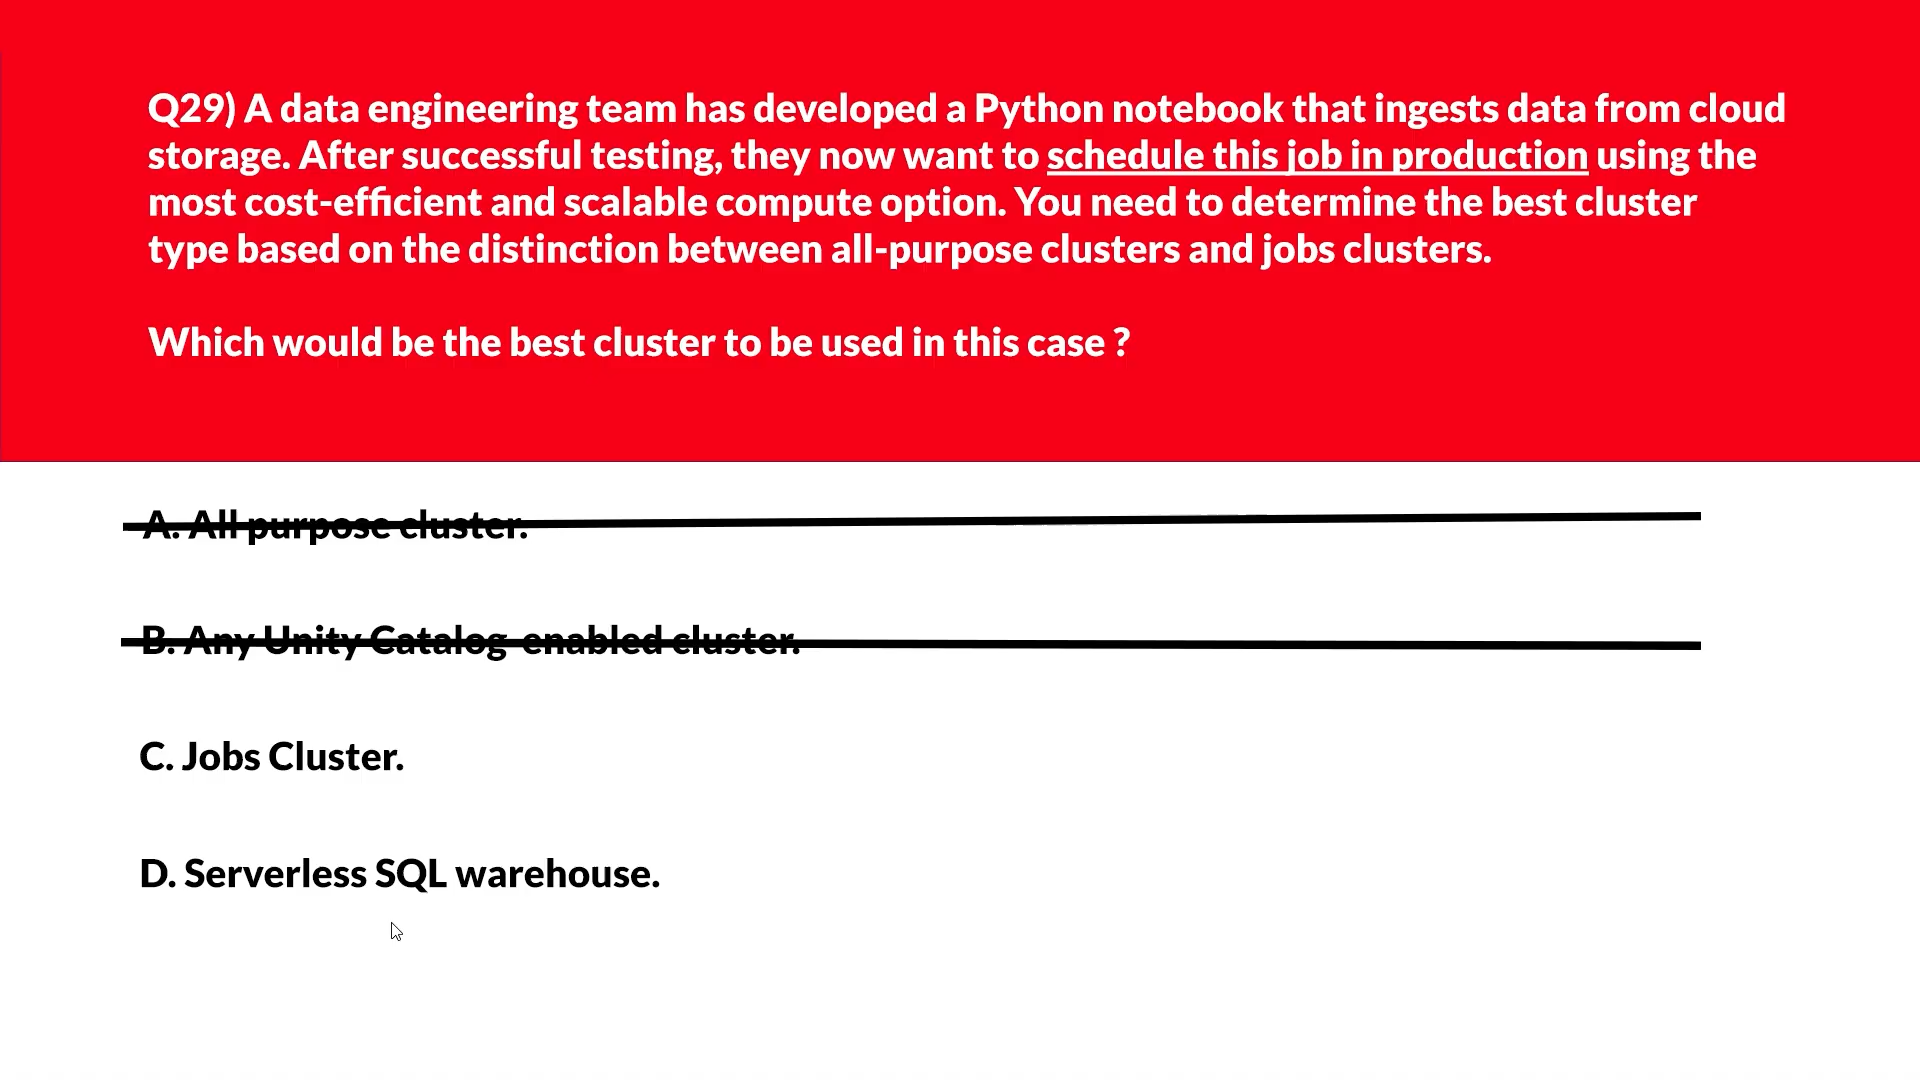 Q29) A data engineering team has developed a Python notebook that ingests data from cloud
storage. After successful testing, they now want to schedule this job in production using the
most cost-efficient and scalable compute option. You need to determine the best cluster
type based on the distinction between all-purpose clusters and jobs clusters.
Which would be the best cluster to be used in this case ?
A. All purpose cluster.
B. Any Unity Catalog-enabled cluster.
C. Jobs Cluster.
D. Serverless SQL warehouse.